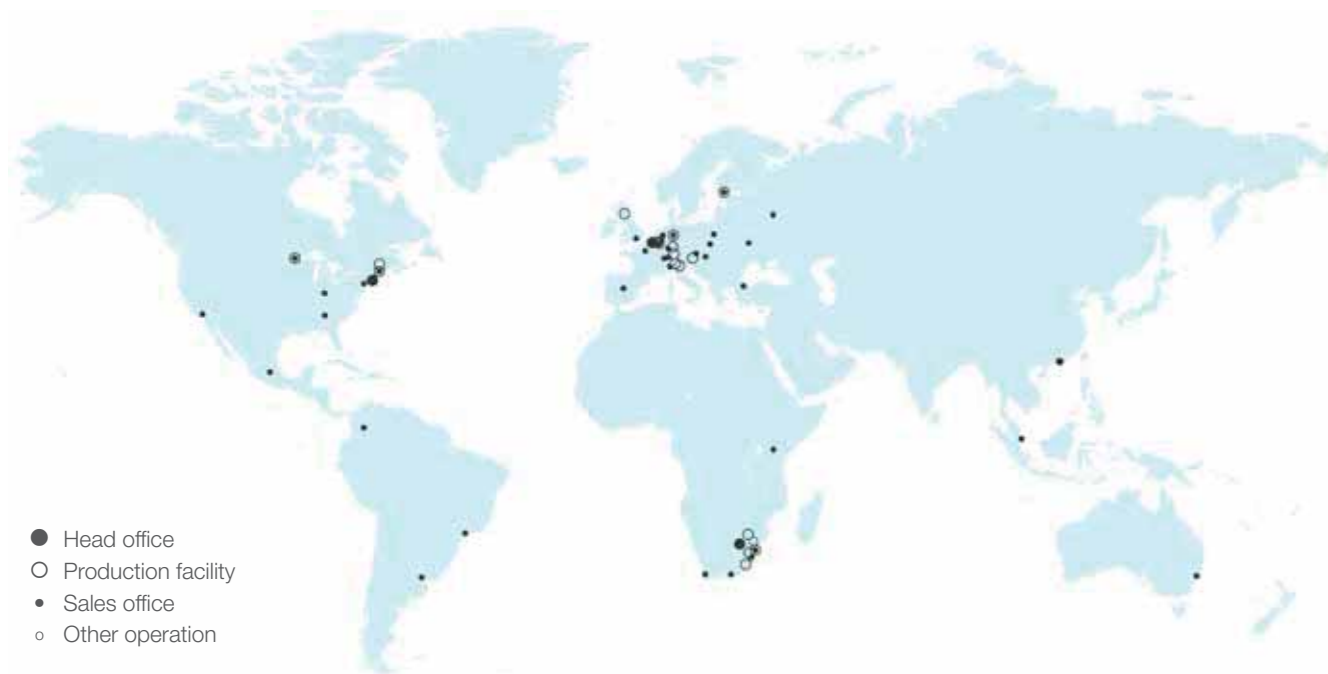 Head office
Production facility
Sales office
Other operation